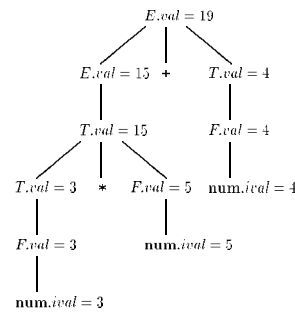 E.val = 19
E.val = 15 + T.val = 4
T.val = 15 F.val = 4
T.val = 3 * F.val = 5 num.ival = 4
F.val = 3 num.ival = 5
num.ival = 3